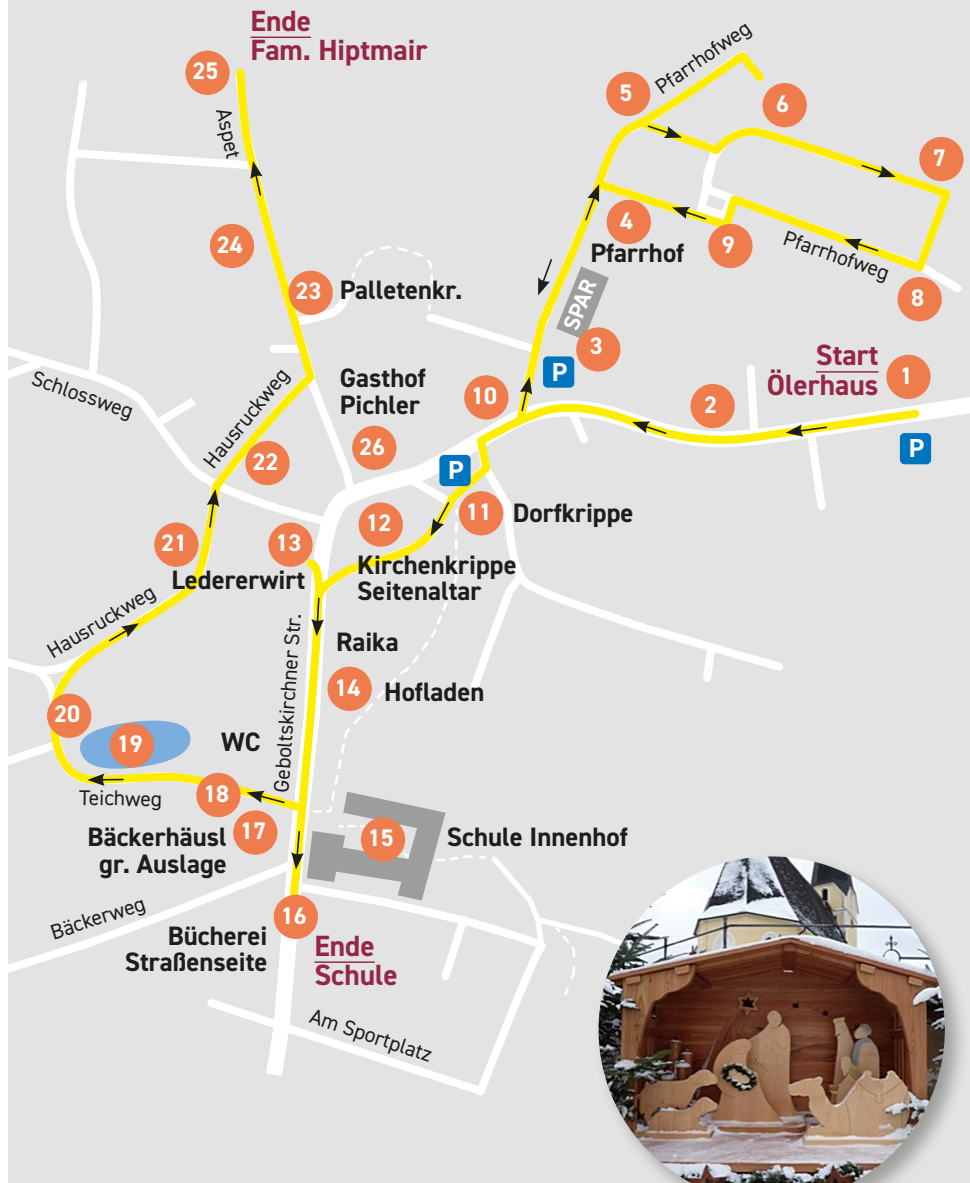 Ende
Fam. Hiptmair
25
Aspet
5
Pfarrhofweg
6
7
24
4
Pfarrhof
9
Pfarrhofweg
8
23
Palletenkr.
SPAR
3
P
Start
Ölerhaus
1
Schlossweg
Hausruckweg
Gasthof
Pichler
10
2
22
26
P
P
21
13
12
11
Dorfkrippe
Ledererwirt
Kirchenkrippe
Seitenaltar
Hausruckweg
Geboltskirchner Str.
Raika
14
Hofladen
20
19
WC
Teichweg
18
17
Bäckerhäusl
gr. Auslage
15
Schule Innenhof
Bäckerweg
16
Bücherei
Straßenseite
Ende
Schule
Am Sportplatz